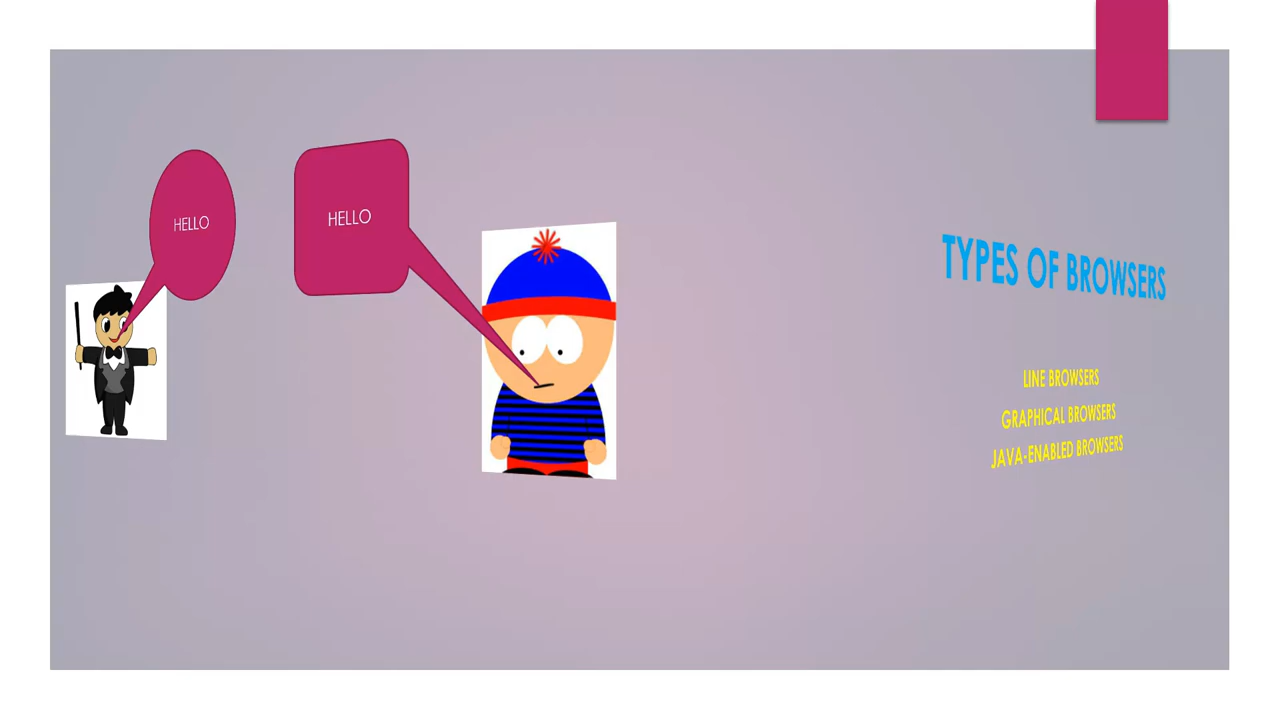 HELLO
HELLO
TYPES OF BROWSERS
LINE BROWSERS
GRAPHICAL BROWSERS
JAVA-ENABLED BROWSERS